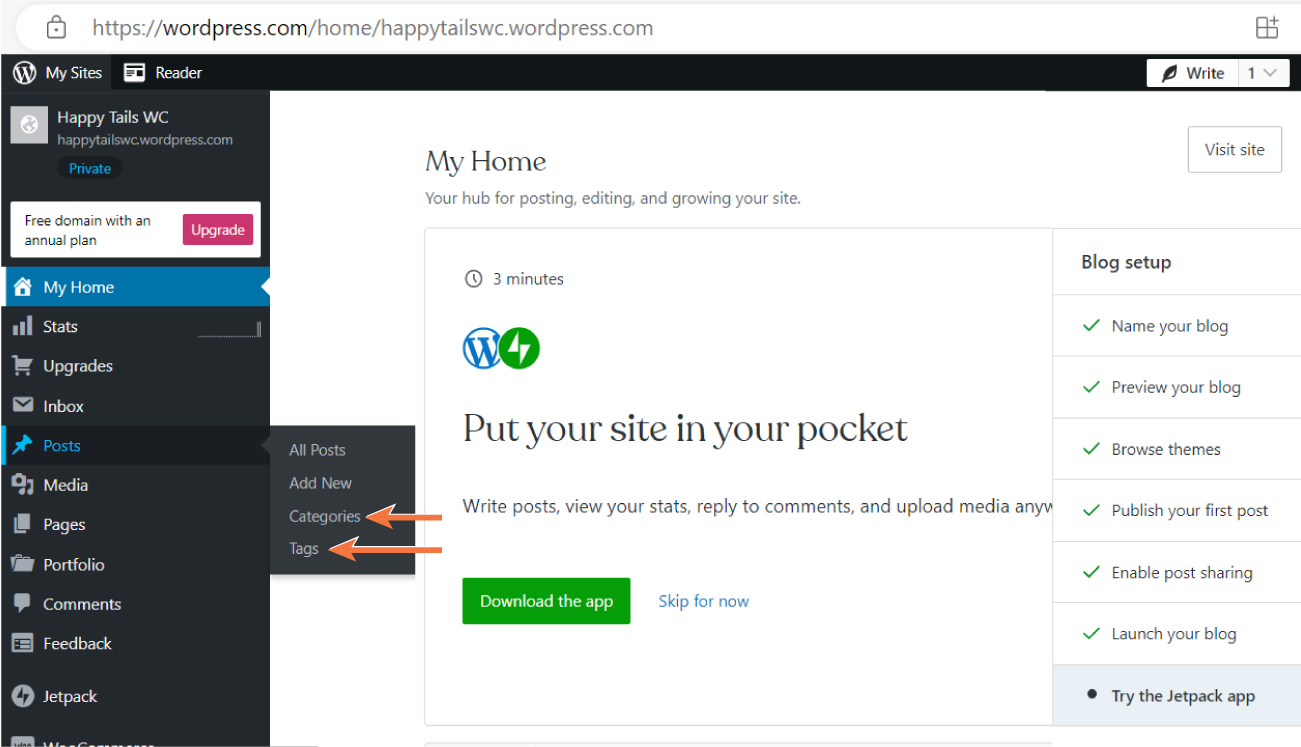 https://wordpress.com/home/happytailswc.wordpress.com
My Sites
Reader
Write
1
Happy Tails WC
happytailswc.wordpress.com
Private
Free domain with an
annual plan
Upgrade
My Home
Stats
Upgrades
Inbox
Posts
Media
Pages
Portfolio
Comments
Feedback
Jetpack
WooCommerce
All Posts
Add New
Categories
Tags
My Home
Your hub for posting, editing, and growing your site.
Visit site
3 minutes
Put your site in your pocket
Write posts, view your stats, reply to comments, and upload media anyw
Download the app
Skip for now
Blog setup
Name your blog
Preview your blog
Browse themes
Publish your first post
Enable post sharing
Launch your blog
Try the Jetpack app